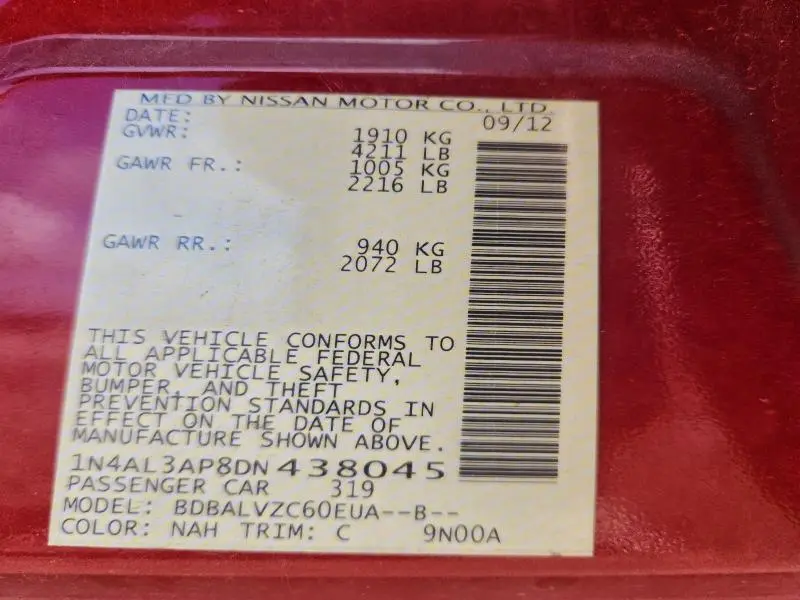 MFD BY NISSAN MOTOR CO., LTD.
DATE: 09/12
GVWR: 1910 KG
4211 LB
GAWR FR.: 1005 KG
2216 LB
GAWR RR.: 940 KG
2072 LB
THIS VEHICLE CONFORMS TO
ALL APPLICABLE FEDERAL
MOTOR VEHICLE SAFETY,
BUMPER, AND THEFT
PREVENTION STANDARDS IN
EFFECT ON THE DATE OF
MANUFACTURE SHOWN ABOVE.
1N4AL3AP8DN438045
PASSENGER CAR 319
MODEL: BDBALVZC60EUA--B--
COLOR: NAH TRIM: C 9N00A